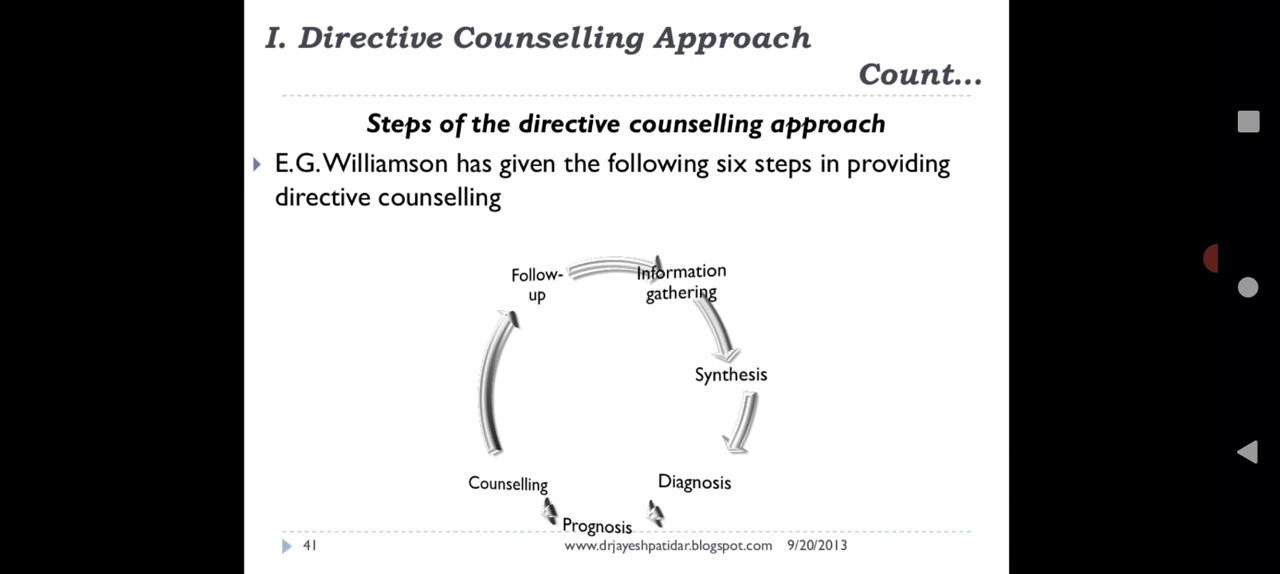 I. Directive Counselling Approach
Count...
Steps of the directive counselling approach
E.G.Williamson has given the following six steps in providing
directive counselling
Follow-
up
Information
gathering
Synthesis
Diagnosis
Prognosis
Counselling
41
www.drjayeshpatidar.blogspot.com
9/20/2013